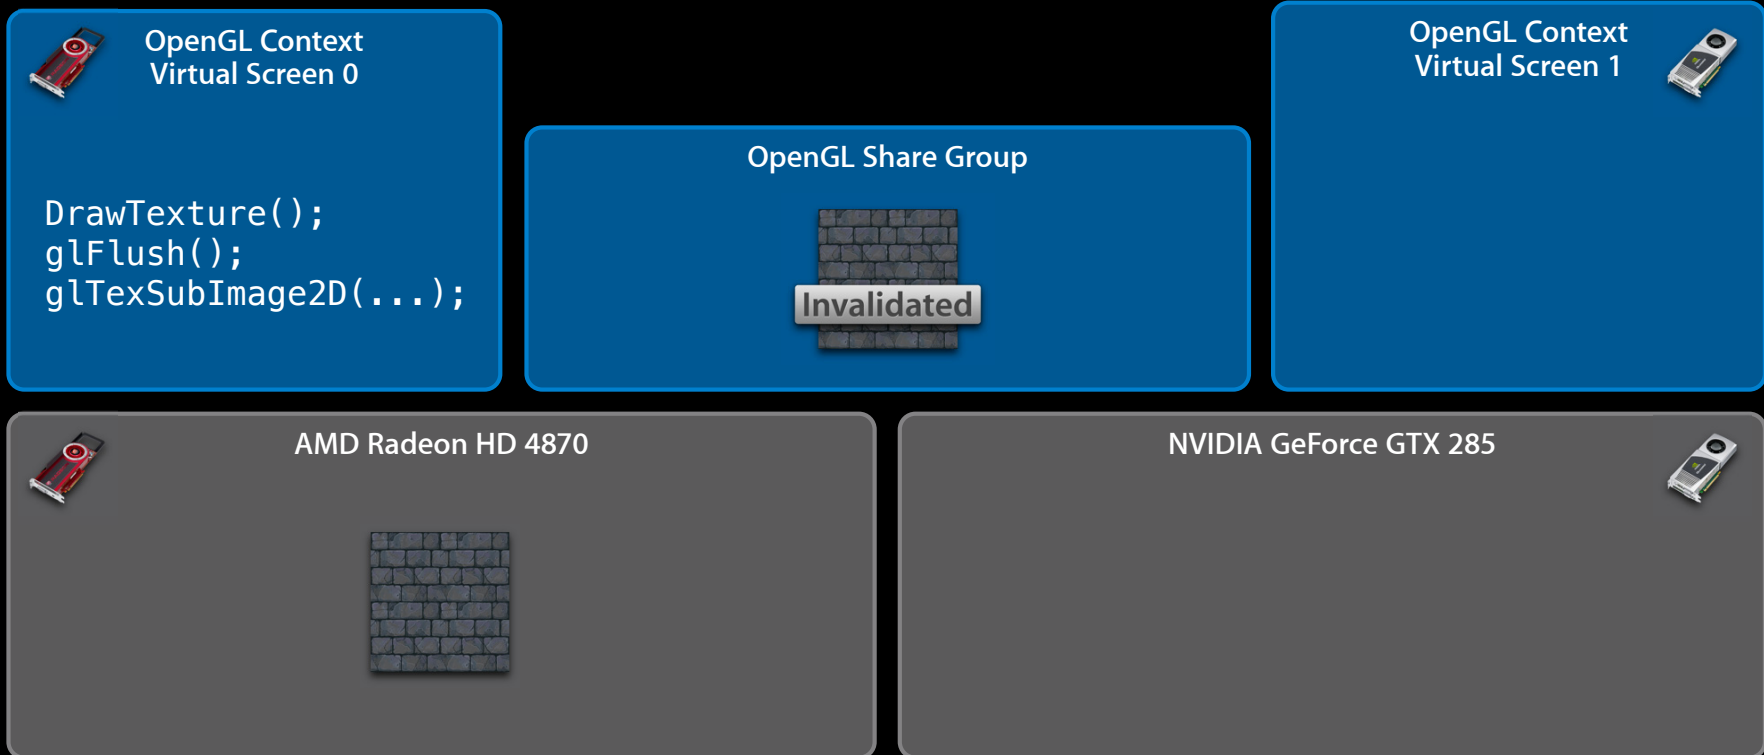 OpenGL Context
Virtual Screen 0
DrawTexture();
glFlush();
glTexSubImage2D(...);
OpenGL Share Group
Invalidated
OpenGL Context
Virtual Screen 1
AMD Radeon HD 4870
NVIDIA GeForce GTX 285